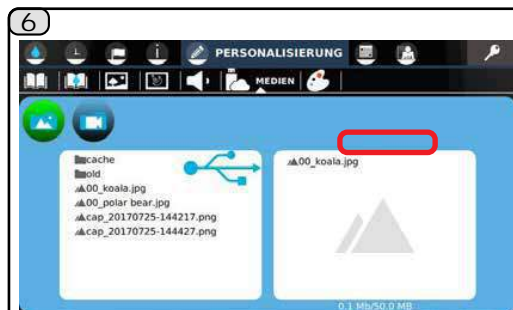 6
PERSONALISIERUNG
MEDIEN
cache
old
00_koala.jpg
00_polar bear.jpg
cap_20170725-144217.png
cap_20170725-144427.png
00_koala.jpg
0.1 Mb/50.0 MB